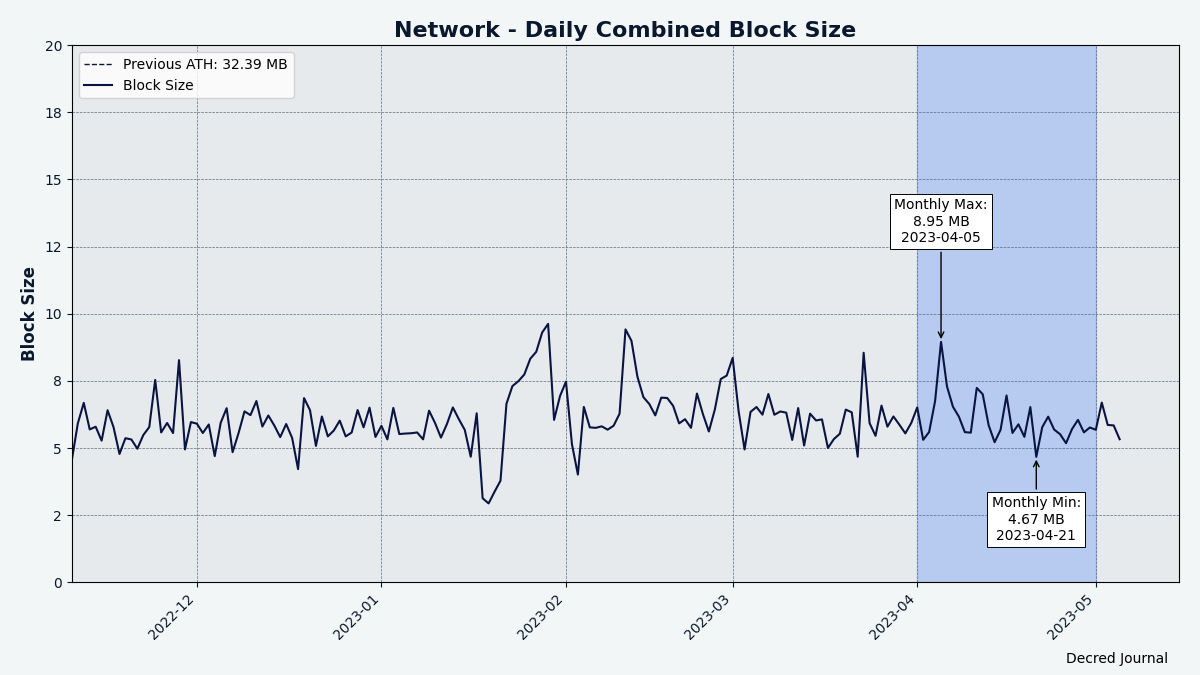 Network - Daily Combined Block Size
Previous ATH: 32.39 MB
Block Size
20
18
15
12
10
8
5
2
0
Block Size
Monthly Max:
8.95 MB
2023-04-05
Monthly Min:
4.67 MB
2023-04-21
2022-12
2023-01
2023-02
2023-03
2023-04
2023-05
Decred Journal